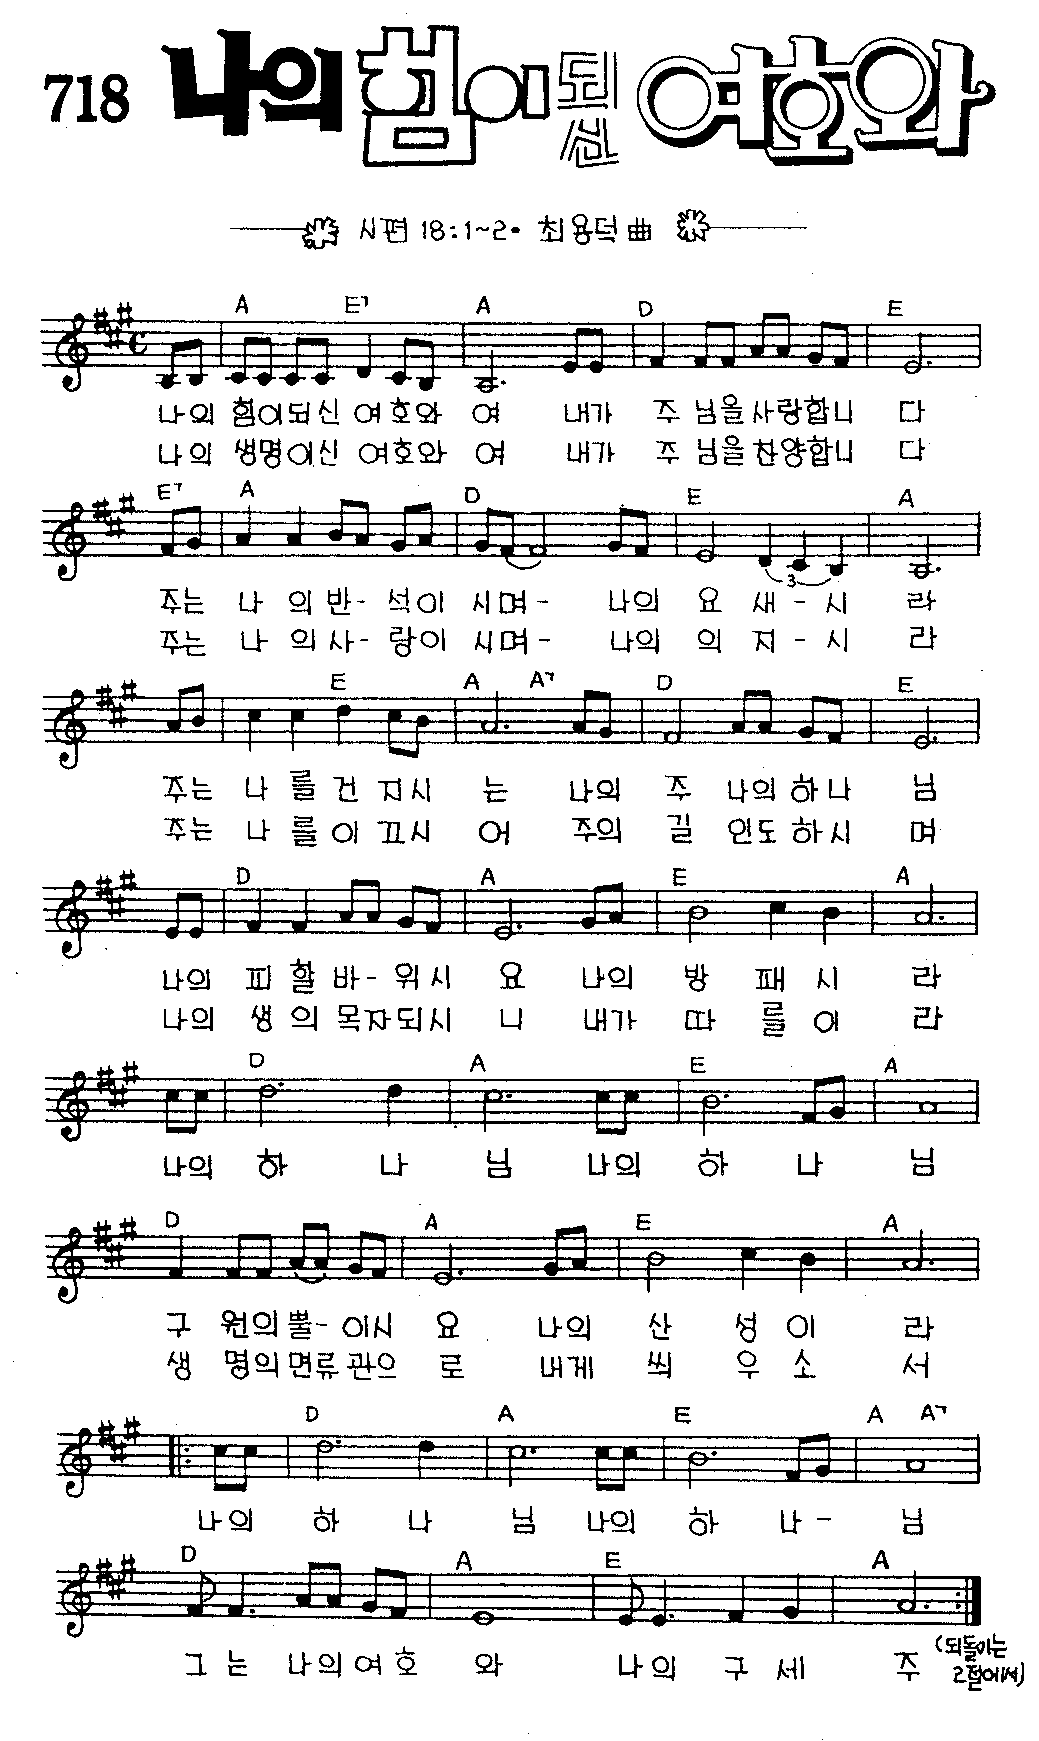 718 나의 힘이 되신 여호와
시편 18:1~2• 최용덕 曲
A E7 A D E
나의 힘이되신 여호와 여 내가 주 님을사랑합니 다
나의 생명이신 여호와 여 내가 주 님을찬양합니 다
E7 A D E A
3
주는 나 의반-석이 시며- 나의 요 새-시 라
주는 나 의사-랑이 시며- 나의 의 지-시 라
E A A7 D E
주는 나 를 건 지시 는 나의 주 나의하나 님
주는 나 를 이 끄시 어 주의 길 인도하시 며
D A E A
나의 피 할 바-위시 요 나의 방 패 시 라
나의 생 의 목자되시 니 내가 따 를 이 라
D A E A
나의 하 나 님 나의 하 나 님
D A E A
구 원의뿔-이시 요 나의 산 성 이 라
생 명의면류관으 로 내게 씌 우 소 서
D A E A A7
나의 하 나 님 나의 하 나- 님
D A E A
그 는 나의여호 와 나의 구 세 주
(되돌이는
2절에서)